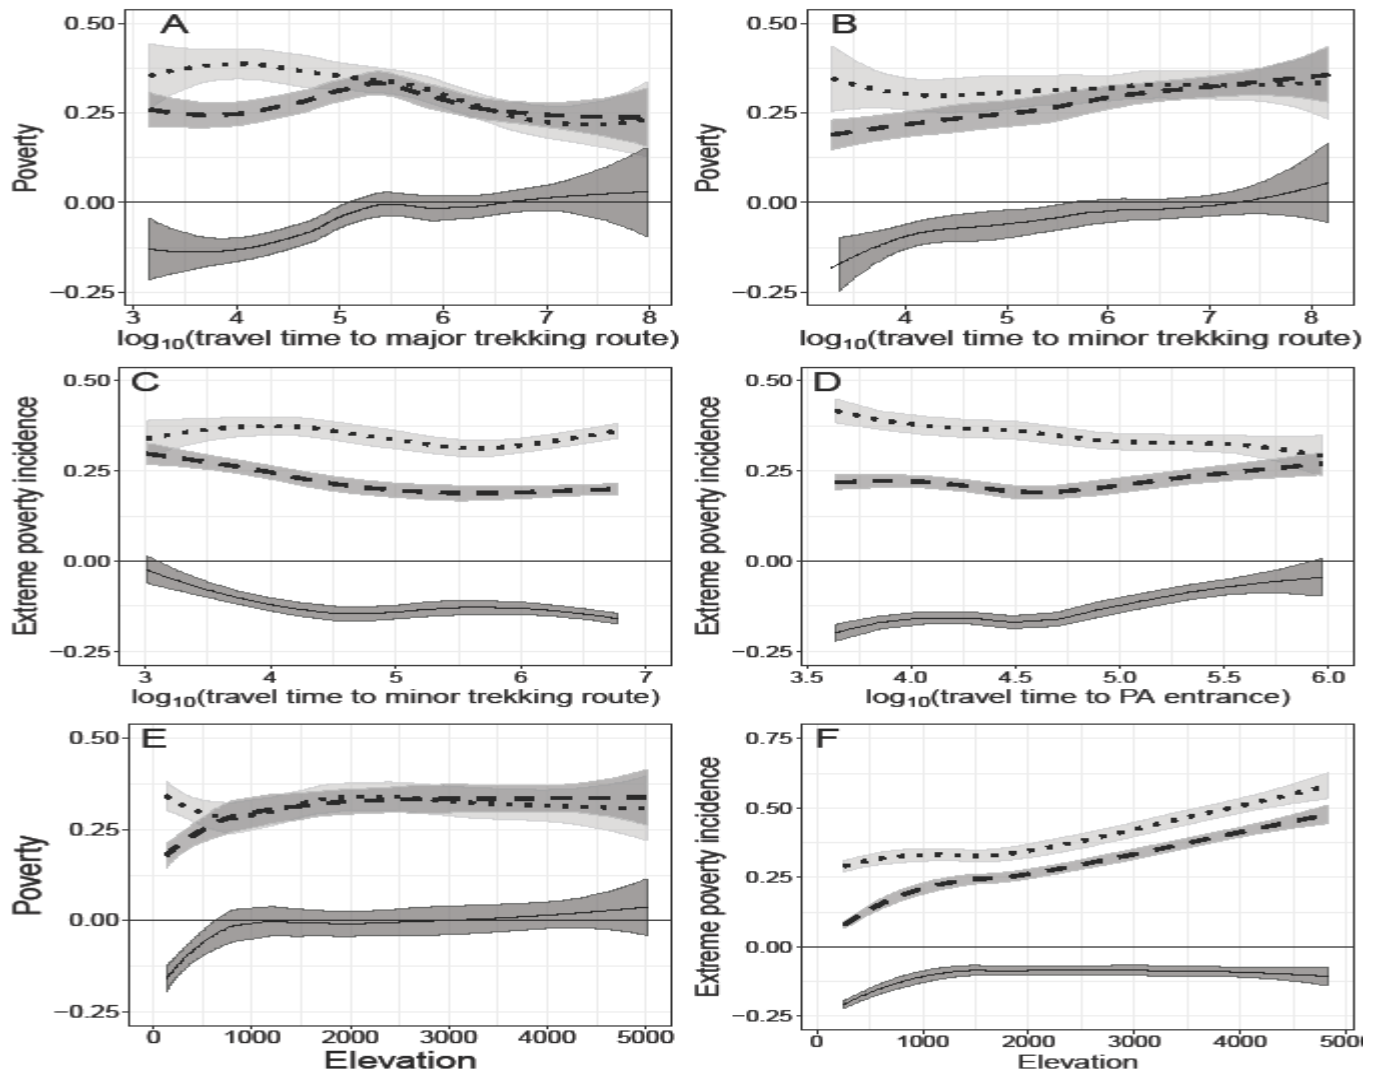 A
0.50
0.25
0.00
−0.25
Poverty
3 4 5 6 7 8
log₁₀(travel time to major trekking route)
B
0.50
0.25
0.00
−0.25
Poverty
4 5 6 7 8
log₁₀(travel time to minor trekking route)
C
0.50
0.25
0.00
−0.25
Extreme poverty incidence
3 4 5 6 7
log₁₀(travel time to minor trekking route)
D
0.50
0.25
0.00
−0.25
Extreme poverty incidence
3.5 4.0 4.5 5.0 5.5 6.0
log₁₀(travel time to PA entrance)
E
0.50
0.25
0.00
−0.25
Poverty
0 1000 2000 3000 4000 5000
Elevation
F
0.75
0.50
0.25
0.00
−0.25
Extreme poverty incidence
0 1000 2000 3000 4000 5000
Elevation